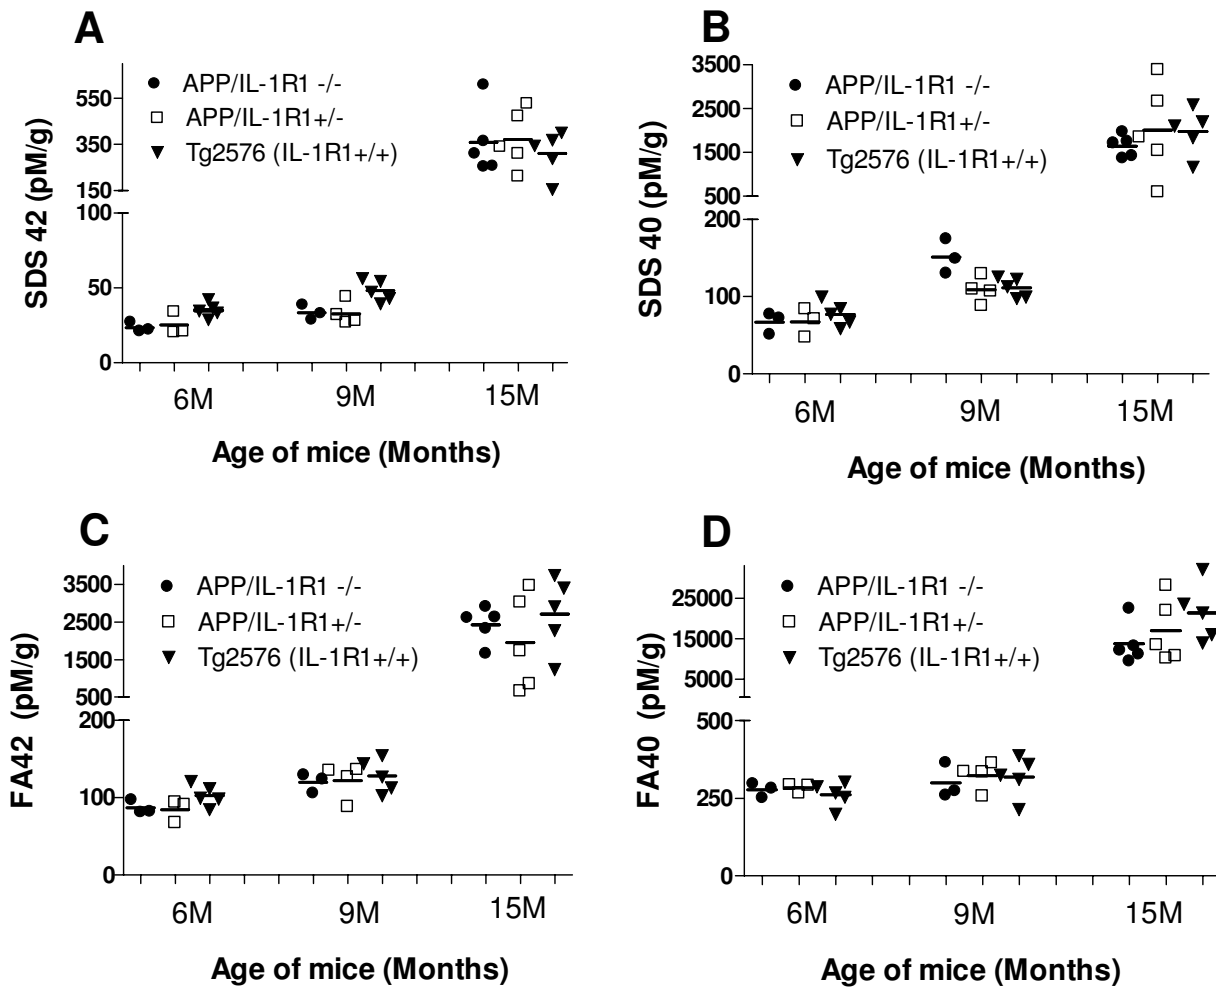 A
APP/IL-1R1 -/-
APP/IL-1R1+/-
Tg2576 (IL-1R1+/+)
SDS 42 (pM/g)
550
350
150
100
50
0
6M
9M
15M
Age of mice (Months)
B
APP/IL-1R1 -/-
APP/IL-1R1+/-
Tg2576 (IL-1R1+/+)
SDS 40 (pM/g)
3500
2500
1500
500
200
100
0
6M
9M
15M
Age of mice (Months)
C
APP/IL-1R1 -/-
APP/IL-1R1+/-
Tg2576 (IL-1R1+/+)
FA42 (pM/g)
3500
2500
1500
500
200
100
0
6M
9M
15M
Age of mice (Months)
D
APP/IL-1R1 -/-
APP/IL-1R1+/-
Tg2576 (IL-1R1+/+)
FA40 (pM/g)
25000
15000
5000
500
250
0
6M
9M
15M
Age of mice (Months)